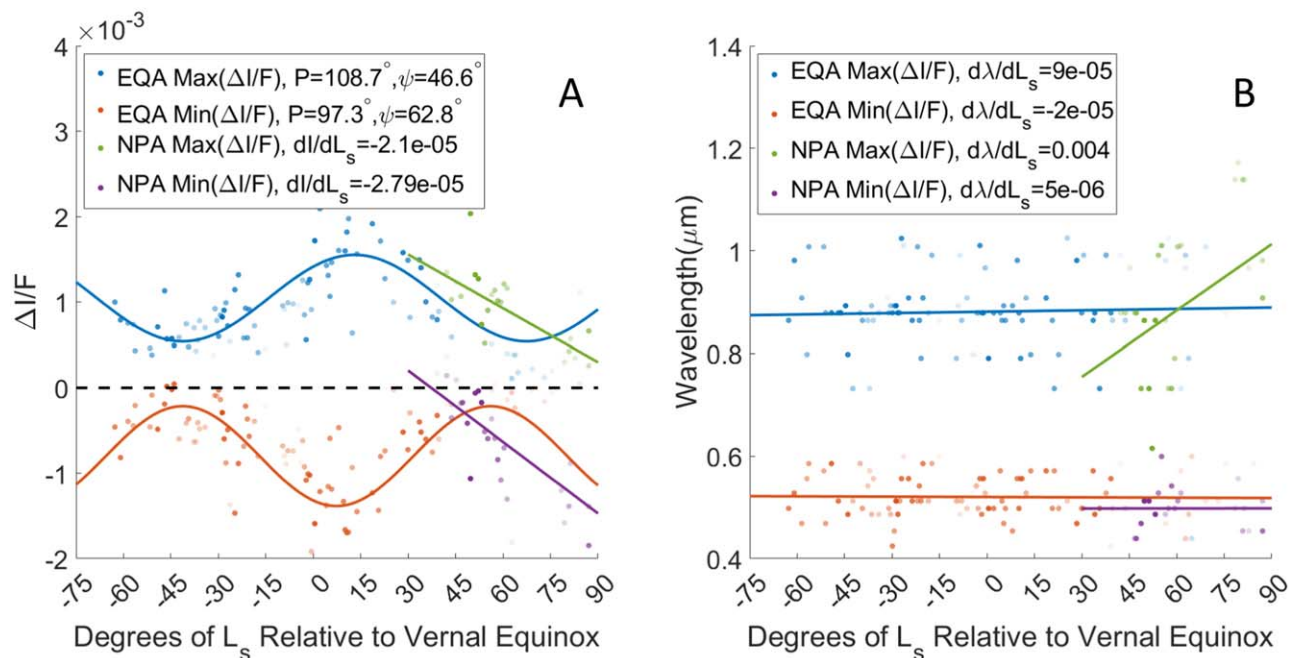 ×10⁻³
4
3
2
1
0
-1
-2
ΔI/F
EQA Max(ΔI/F), P=108.7°,ψ=46.6°
EQA Min(ΔI/F), P=97.3°,ψ=62.8°
NPA Max(ΔI/F), dI/dLₛ=-2.1e-05
NPA Min(ΔI/F), dI/dLₛ=-2.79e-05
A
-75 -60 -45 -30 -15 0 15 30 45 60 75 90
Degrees of Lₛ Relative to Vernal Equinox
1.4
1.2
1
0.8
0.6
0.4
Wavelength(μm)
EQA Max(ΔI/F), dλ/dLₛ=9e-05
EQA Min(ΔI/F), dλ/dLₛ=-2e-05
NPA Max(ΔI/F), dλ/dLₛ=0.004
NPA Min(ΔI/F), dλ/dLₛ=5e-06
B
-75 -60 -45 -30 -15 0 15 30 45 60 75 90
Degrees of Lₛ Relative to Vernal Equinox